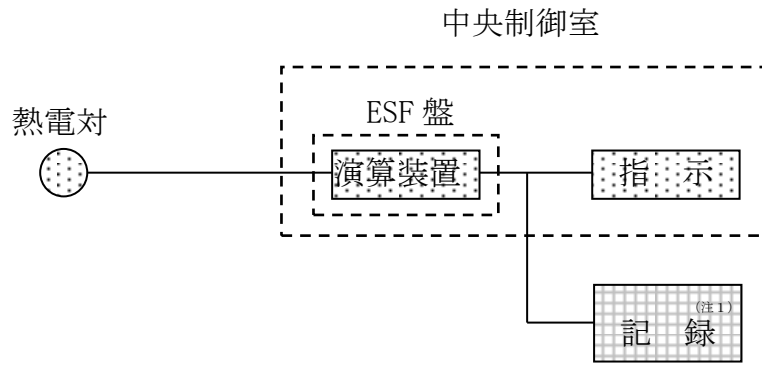 中央制御室
熱電対
ESF 盤
演算装置
指　示
(注1)
記　録